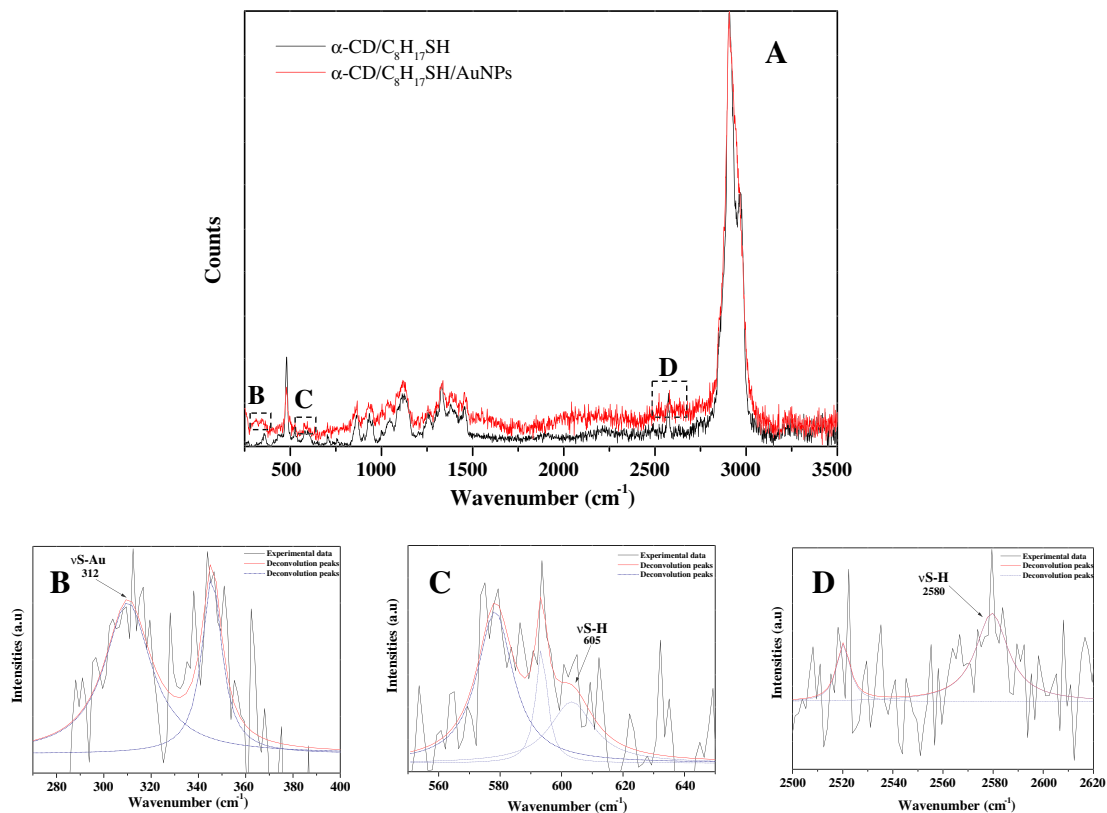 α-CD/C₈H₁₇SH
α-CD/C₈H₁₇SH/AuNPs
A
B
C
D
Counts
500 1000 1500 2000 2500 3000 3500
Wavenumber (cm⁻¹)
B
νS-Au
312
Experimental data
Deconvolution peaks
Deconvolution peaks
Intensities (a.u)
280 300 320 340 360 380 400
Wavenumber (cm⁻¹)
C
νS-H
605
Experimental data
Deconvolution peaks
Deconvolution peaks
Intensities (a.u)
560 580 600 620 640
Wavenumber (cm⁻¹)
D
νS-H
2580
Experimental data
Deconvolution peaks
Deconvolution peaks
Intensities (a.u)
2500 2520 2540 2560 2580 2600 2620
Wavenumber (cm⁻¹)